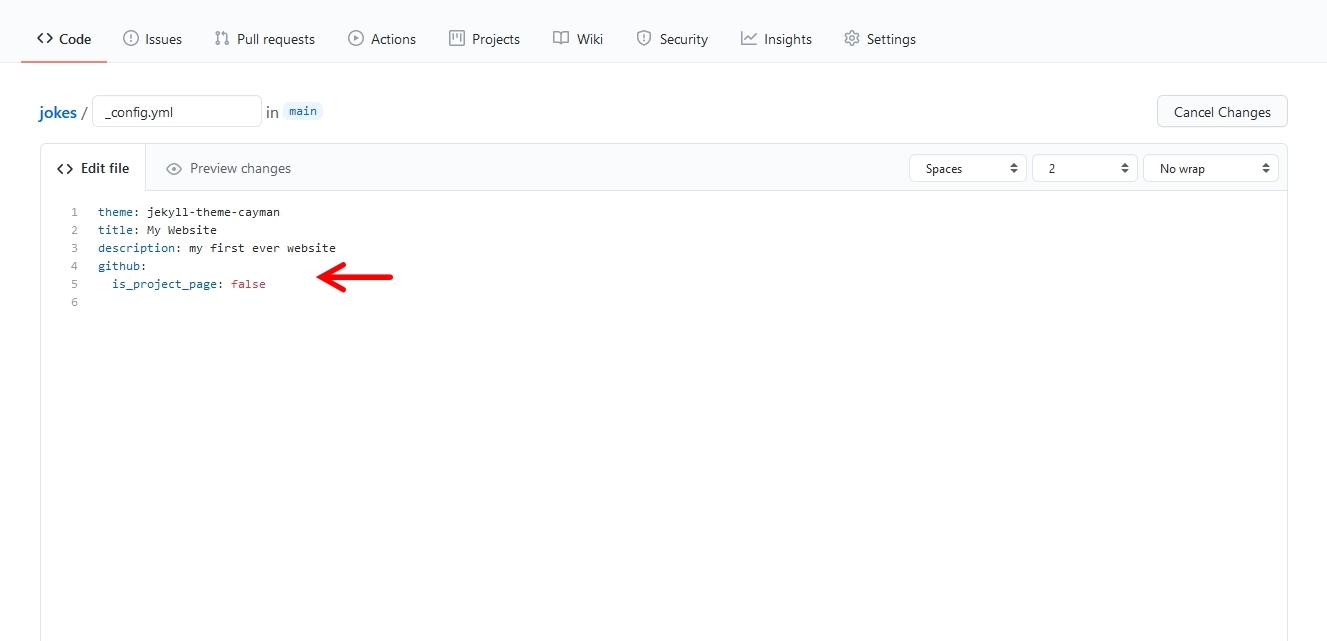 Code Issues Pull requests Actions Projects Wiki Security Insights Settings
jokes / _config.yml in main Cancel Changes
Edit file Preview changes Spaces 2 No wrap
1 theme: jekyll-theme-cayman
2 title: My Website
3 description: my first ever website
4 github:
5   is_project_page: false
6